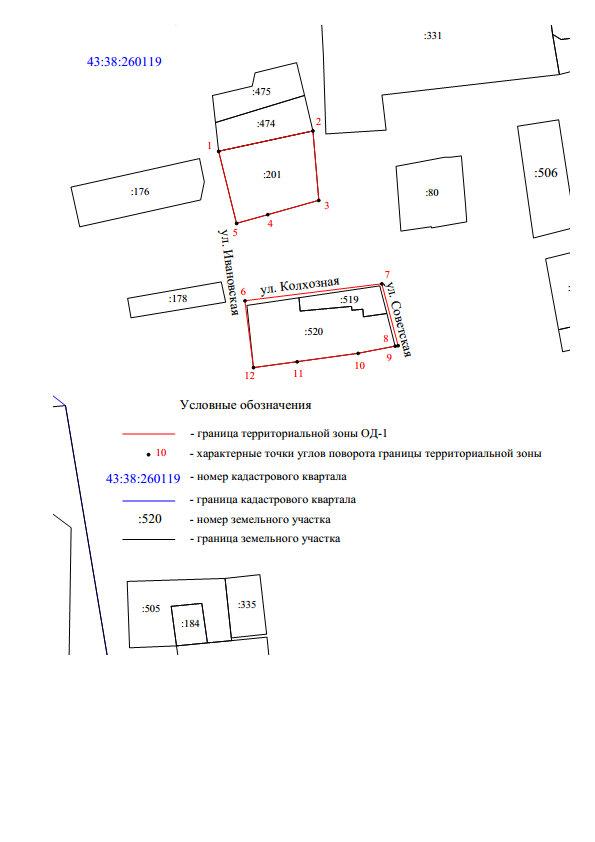 :331
43:38:260119
:475
:474
2
1
:201
:506
:176
:80
3
4
5
ул. Ивановская
7
ул. Колхозная
6
:178
:519
ул. Советская
:520
8
9
10
11
12
Условные обозначения
- граница территориальной зоны ОД-1
10 - характерные точки углов поворота границы территориальной зоны
43:38:260119 - номер кадастрового квартала
- граница кадастрового квартала
:520 - номер земельного участка
- граница земельного участка
:505
:335
:184